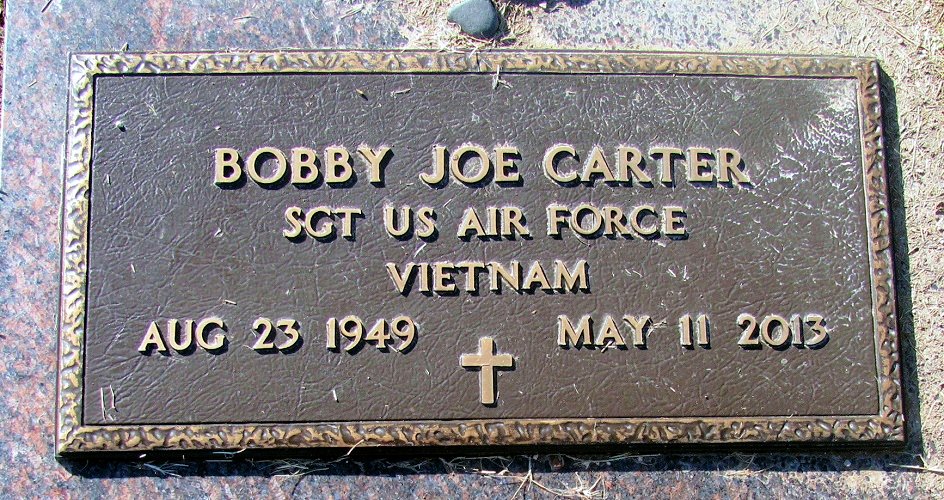 BOBBY JOE CARTER
SGT US AIR FORCE
VIETNAM
AUG 23 1949 MAY 11 2013